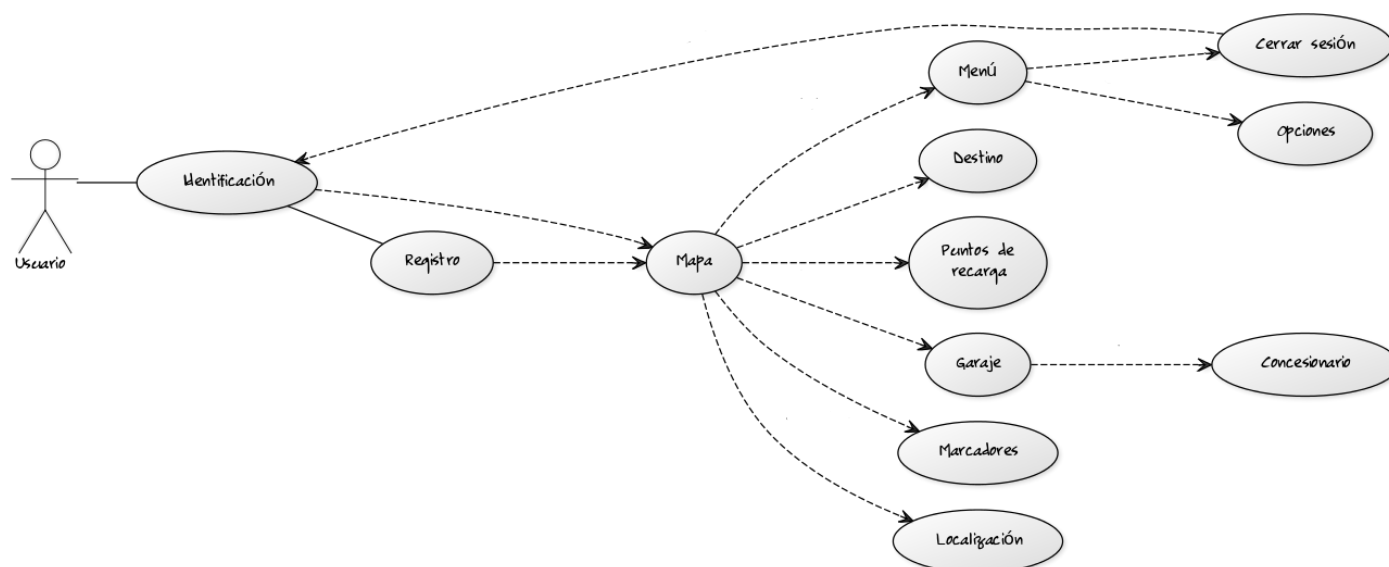 Cerrar sesión
Menú
Opciones
Destino
Identificación
Usuario
Registro
Mapa
Puntos de
recarga
Garaje
Concesionario
Marcadores
Localización